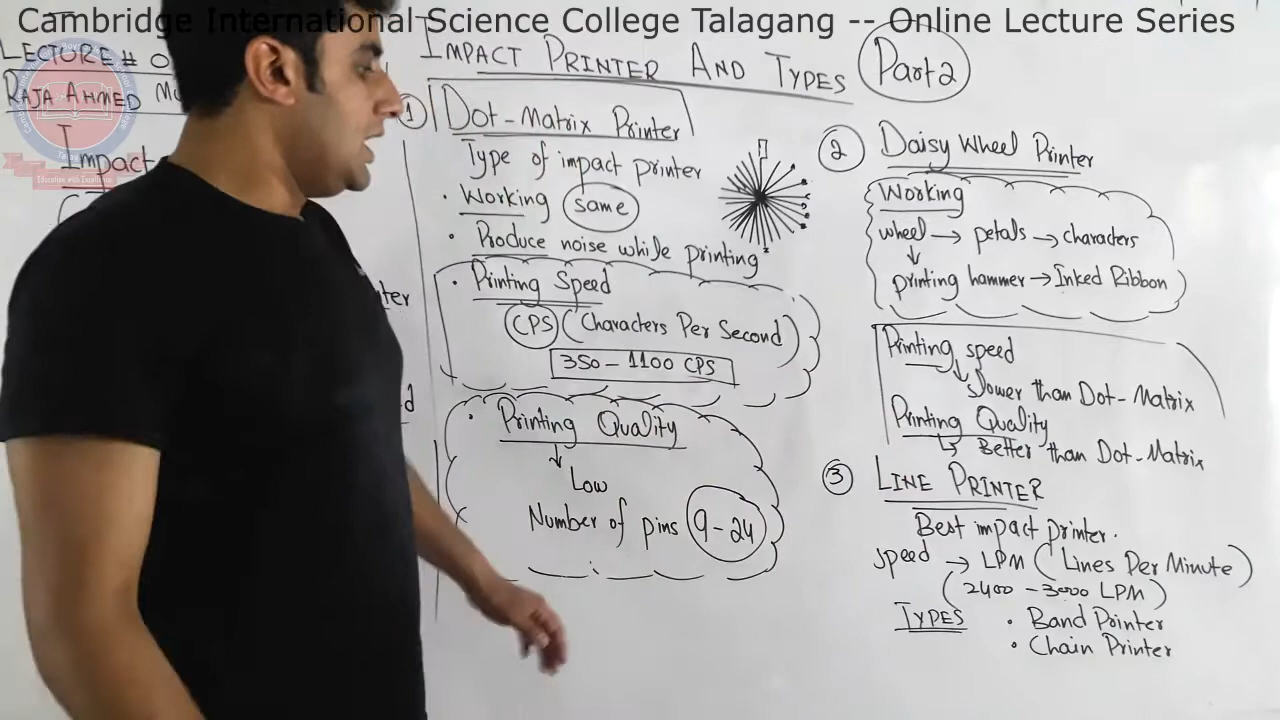 Cambridge International Science College Talagang -- Online Lecture Series
LECTURE # 0
RAJA AHMED
Impact
Education with Excellence
IMPACT PRINTER AND TYPES Part 2
1 Dot-Matrix Printer
Type of impact printer
• Working same
• Produce noise while printing
• Printing Speed
CPS (Characters Per Second)
350 – 1100 CPS
• Printing Quality
↓ Low
Number of pins 9-24
2 Daisy Wheel Printer
Working
wheel → petals → characters
↓
printing hammer → Inked Ribbon
Printing speed
↳ slower than Dot-Matrix
Printing Quality
↳ Better than Dot-Matrix
3 LINE PRINTER
Best impact printer.
speed → LPM (Lines Per Minute)
(2400 – 3000 LPM)
TYPES • Band Printer
• Chain Printer